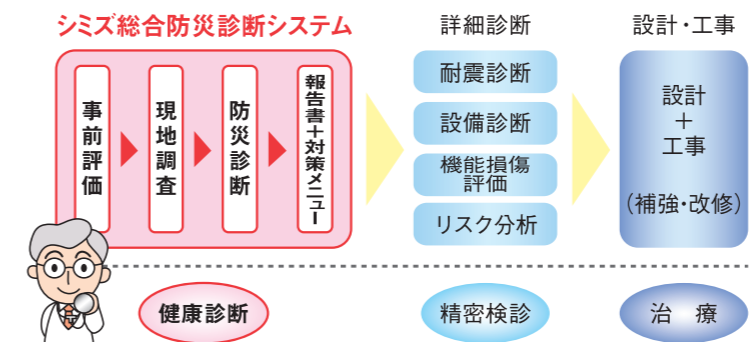 シミズ総合防災診断システム
事前評価
現地調査
防災診断
報告書+対策メニュー
詳細診断
耐震診断
設備診断
機能損傷
評価
リスク分析
設計・工事
設計
+
工事
(補強・改修)
健康診断
精密検診
治 療